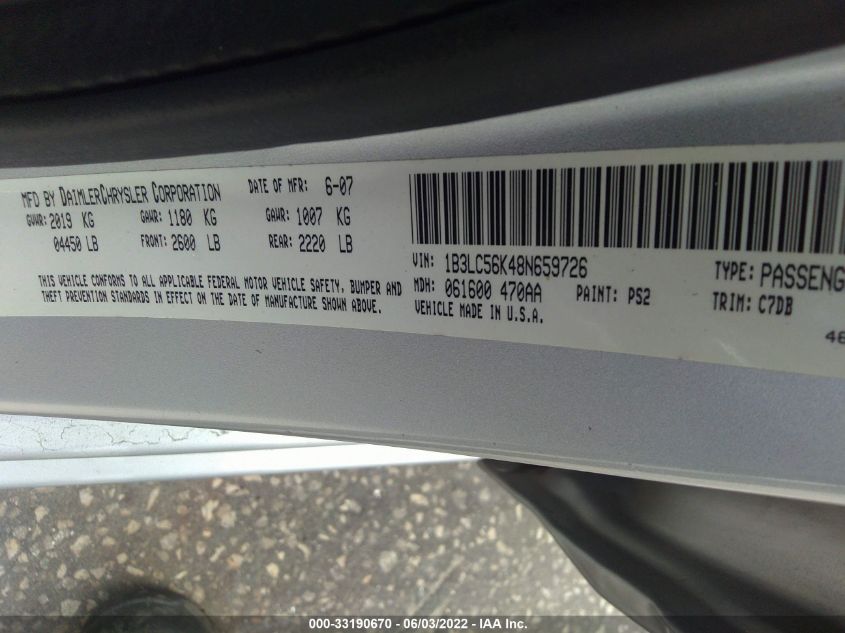 MFD BY DAIMLERCHRYSLER CORPORATION DATE OF MFR: 6-07
GVWR: 2019 KG GAWR: 1180 KG GAWR: 1007 KG
04450 LB FRONT: 2600 LB REAR: 2220 LB
THIS VEHICLE CONFORMS TO ALL APPLICABLE FEDERAL MOTOR VEHICLE SAFETY, BUMPER AND
THEFT PREVENTION STANDARDS IN EFFECT ON THE DATE OF MANUFACTURE SHOWN ABOVE.
VIN: 1B3LC56K48N659726 TYPE: PASSENG
MDH: 061600 470AA PAINT: PS2 TRIM: C7DB
VEHICLE MADE IN U.S.A.
000-33190670 - 06/03/2022 - IAA Inc.